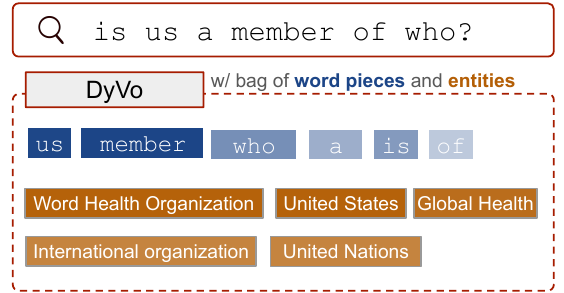 is us a member of who?
DyVo w/ bag of word pieces and entities
us member who a is of
Word Health Organization United States Global Health
International organization United Nations